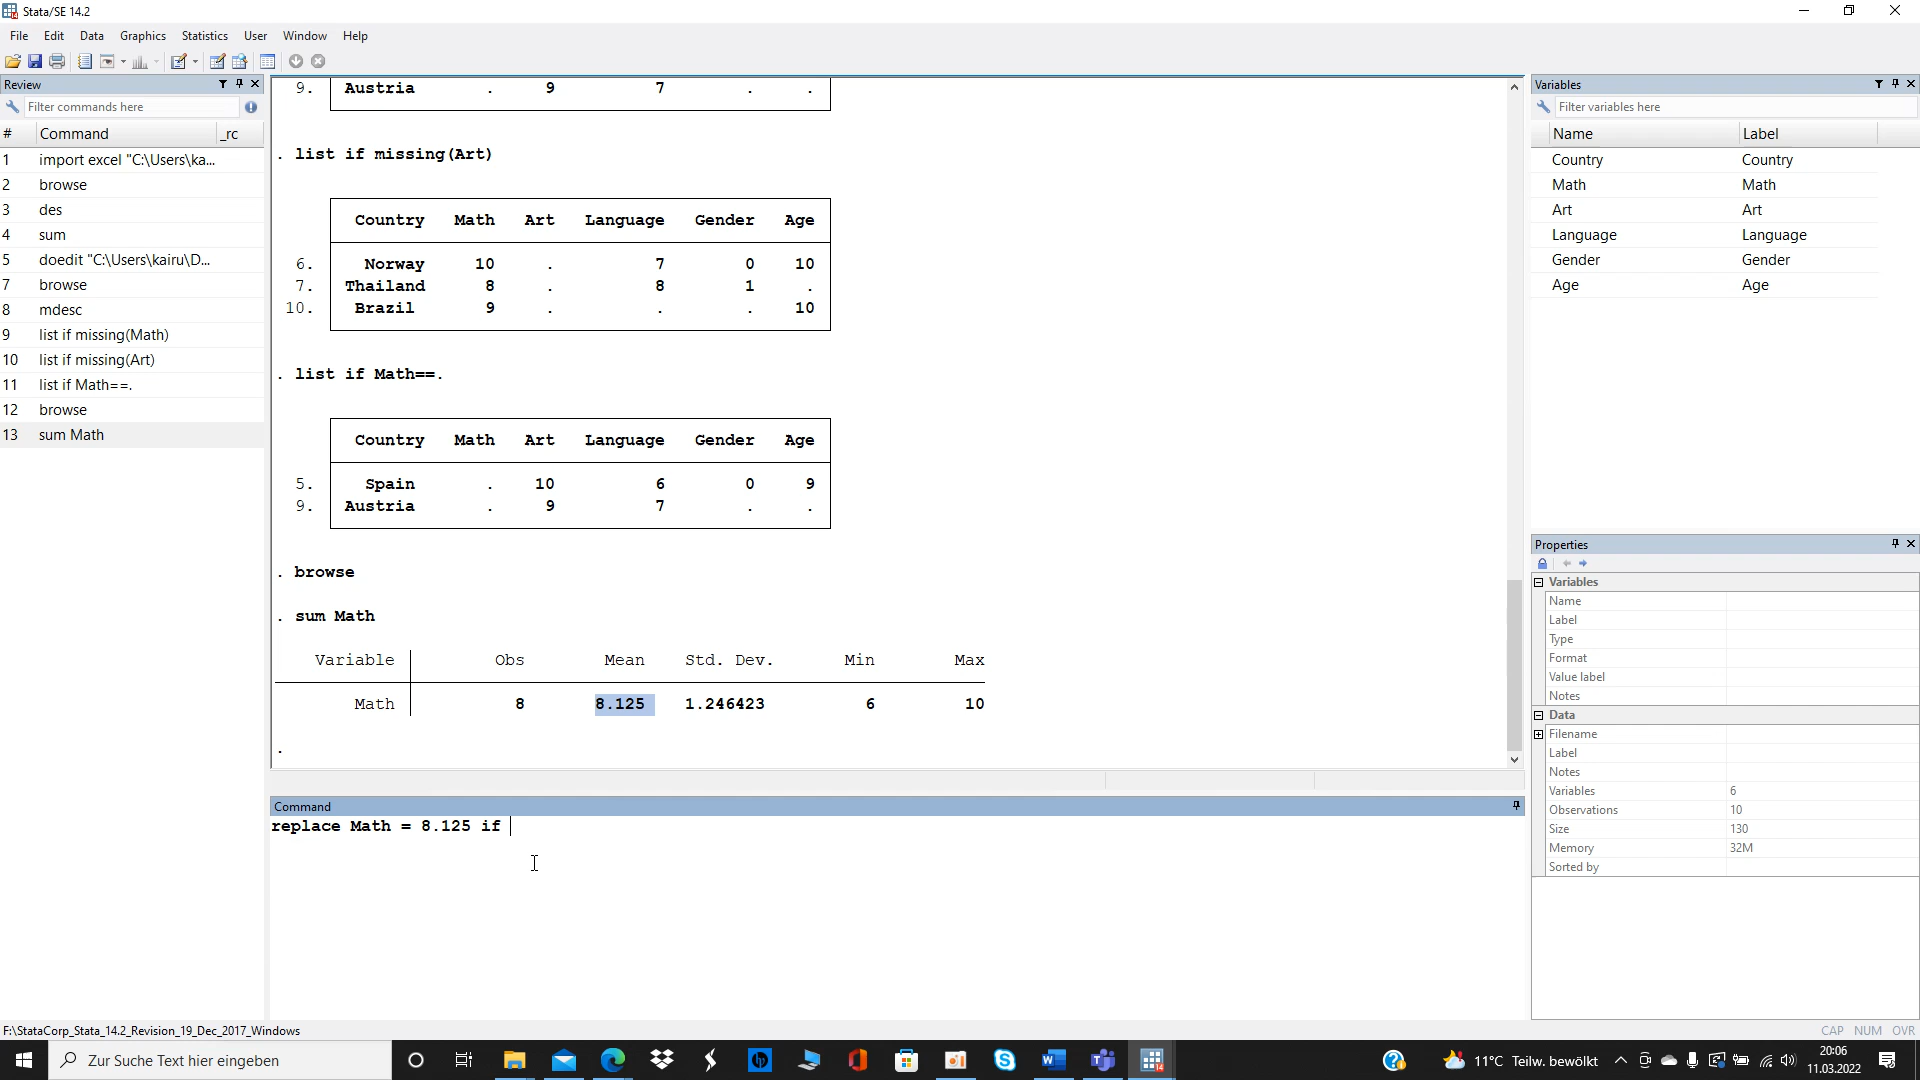 Stata/SE 14.2
File Edit Data Graphics Statistics User Window Help
Review
Filter commands here
# Command _rc
1 import excel "C:\Users\ka...
2 browse
3 des
4 sum
5 doedit "C:\Users\kairu\D...
7 browse
8 mdesc
9 list if missing(Math)
10 list if missing(Art)
11 list if Math==.
12 browse
13 sum Math
9. Austria . 9 7 . .
. list if missing(Art)
Country Math Art Language Gender Age
6. Norway 10 . 7 0 10
7. Thailand 8 . 8 1 .
10. Brazil 9 . . . 10
. list if Math==.
Country Math Art Language Gender Age
5. Spain . 10 6 0 9
9. Austria . 9 7 . .
. browse
. sum Math
Variable Obs Mean Std. Dev. Min Max
Math 8 8.125 1.246423 6 10
.
Command
replace Math = 8.125 if
Variables
Filter variables here
Name Label
Country Country
Math Math
Art Art
Language Language
Gender Gender
Age Age
Properties
Variables
Name
Label
Type
Format
Value label
Notes
Data
Filename
Label
Notes
Variables 6
Observations 10
Size 130
Memory 32M
Sorted by
F:\StataCorp_Stata_14.2_Revision_19_Dec_2017_Windows
CAP NUM OVR
Zur Suche Text hier eingeben
11°C Teilw. bewölkt
20:06
11.03.2022